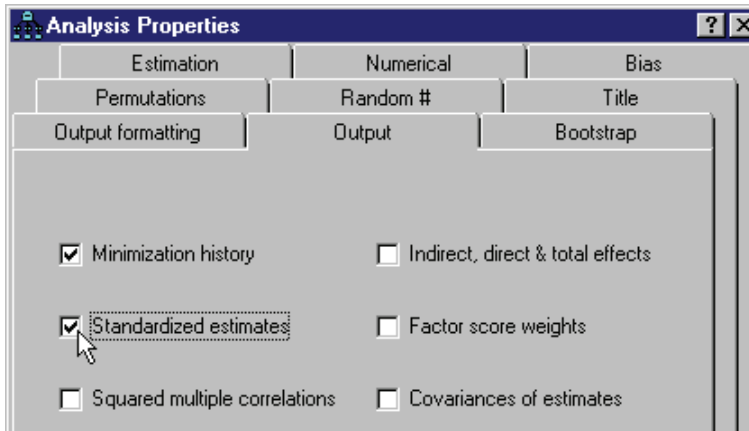 Analysis Properties
Estimation Numerical Bias
Permutations Random # Title
Output formatting Output Bootstrap
Minimization history Indirect, direct & total effects
Standardized estimates Factor score weights
Squared multiple correlations Covariances of estimates